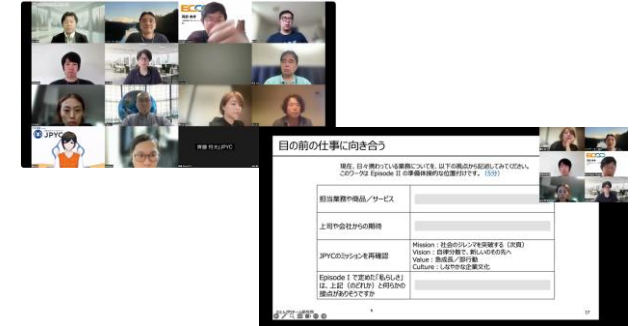 JPYC
目の前の仕事に向き合う
現在、日々携わっている業務についてを、以下の視点から記述してみてください。
このワークは Episode II の準備体操的な位置付けです。（5分）
担当業務や商品／サービス
上司や会社からの期待
JPYCのミッションを再確認
Mission：社会のジレンマを突破する（次頁）
Vision：自律分散で、新しいのその先へ
Value：急成長／即行動
Culture：しなやかな企業文化
Episode I で定めた「私らしさ」
は、上記（のどれか）と何らかの
接点がありそうですか
17